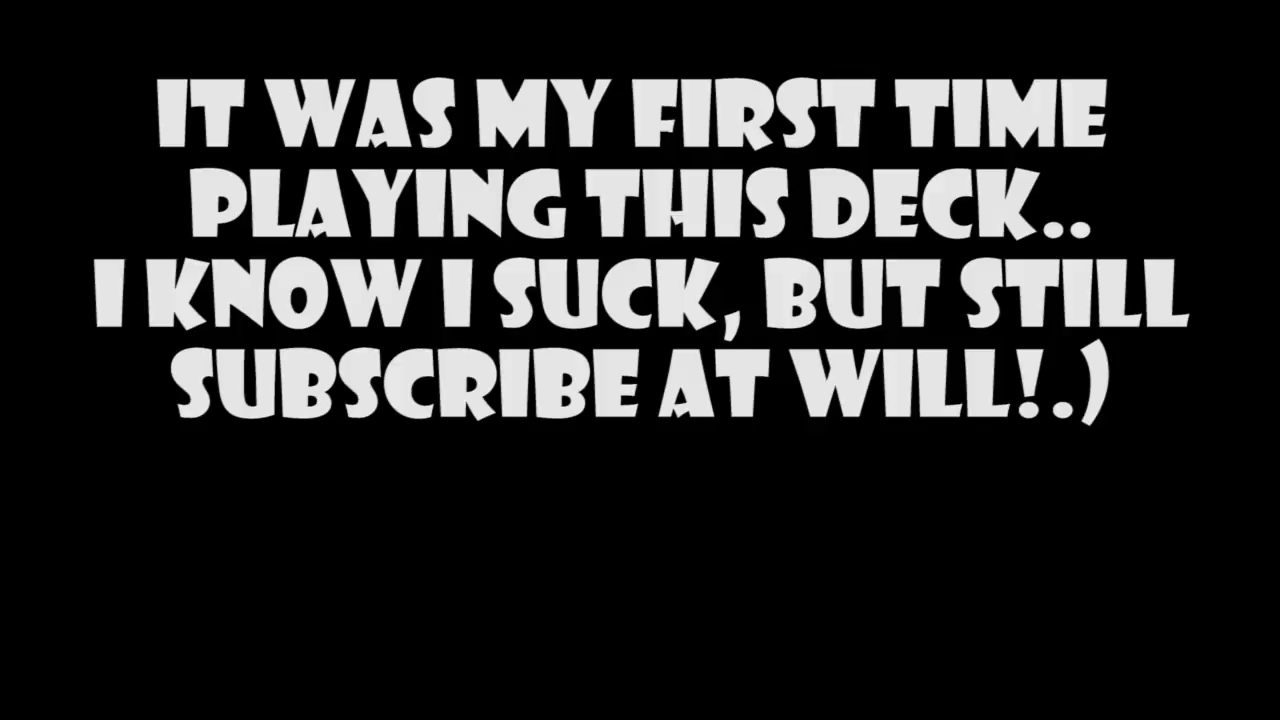 IT WAS MY FIRST TIME
PLAYING THIS DECK..
I KNOW I SUCK, BUT STILL
SUBSCRIBE AT WILL!.)